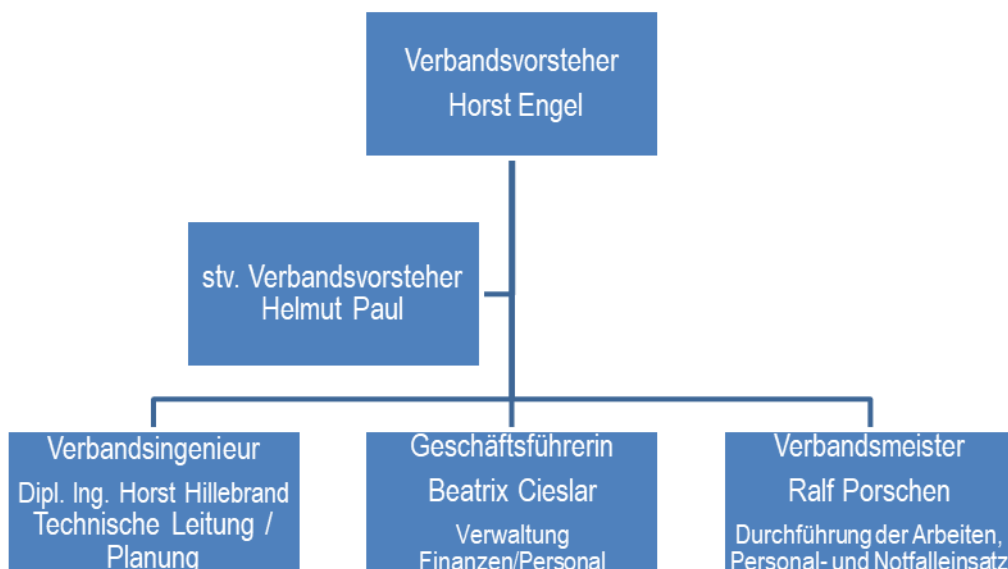 Verbandsvorsteher
Horst Engel
stv. Verbandsvorsteher
Helmut Paul
Verbandsingenieur
Dipl. Ing. Horst Hillebrand
Technische Leitung /
Planung
Geschäftsführerin
Beatrix Cieslar
Verwaltung
Finanzen/Personal
Verbandsmeister
Ralf Porschen
Durchführung der Arbeiten,
Personal- und Notfalleinsatz